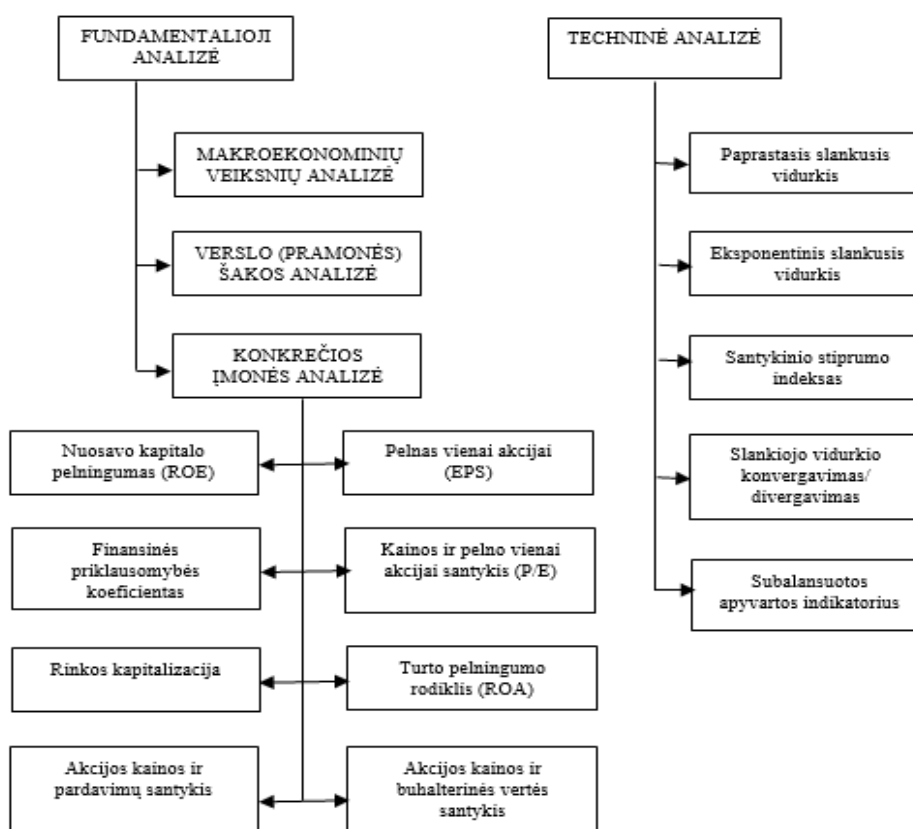 FUNDAMENTALIOJI
ANALIZĖ
MAKROEKONOMINIŲ
VEIKSNIŲ ANALIZĖ
VERSLO (PRAMONĖS)
ŠAKOS ANALIZĖ
KONKREČIOS
ĮMONĖS ANALIZĖ
Nuosavo kapitalo
pelningumas (ROE)
Pelnas vienai akcijai
(EPS)
Finansinės
priklausomybės
koeficientas
Kainos ir pelno vienai
akcijai santykis (P/E)
Rinkos kapitalizacija
Turto pelningumo
rodiklis (ROA)
Akcijos kainos ir
pardavimų santykis
Akcijos kainos ir
buhalterinės vertės
santykis
TECHNINĖ ANALIZĖ
Paprastasis slankusis
vidurkis
Eksponentinis slankusis
vidurkis
Santykinio stiprumo
indeksas
Slankiojo vidurkio
konvergavimas/
divergavimas
Subalansuotos
apyvartos indikatorius